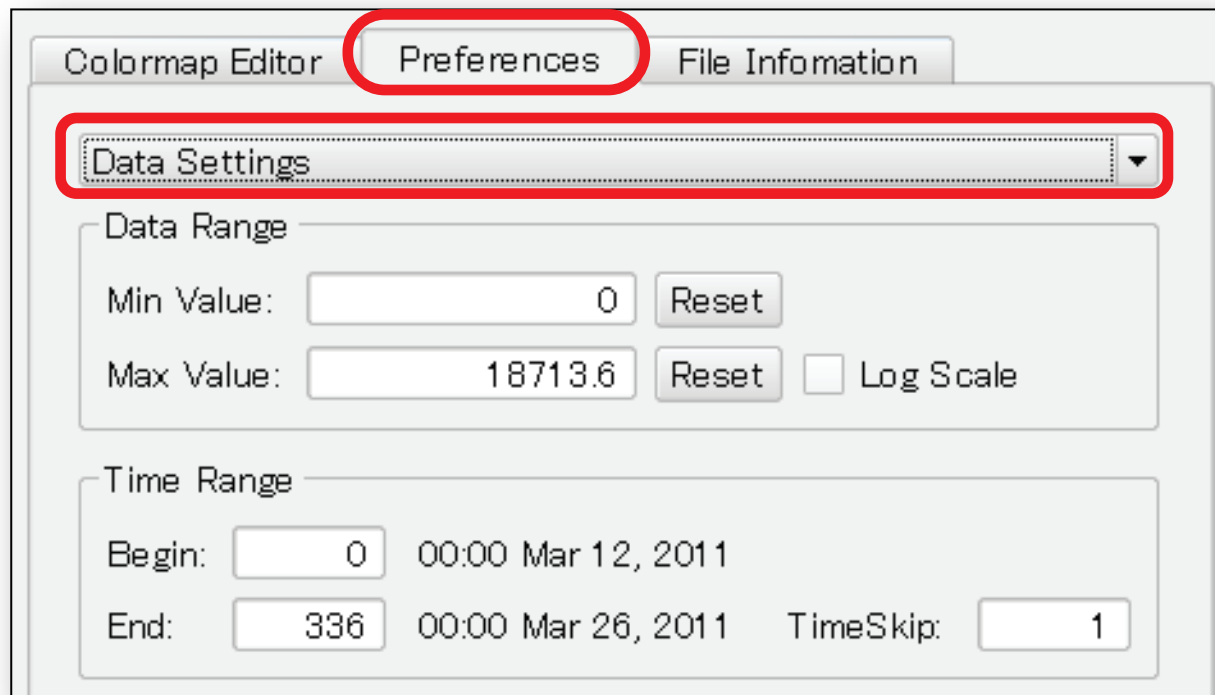 Colormap Editor Preferences File Infomation
Data Settings
Data Range
Min Value: 0 Reset
Max Value: 18713.6 Reset Log Scale
Time Range
Begin: 0 00:00 Mar 12, 2011
End: 336 00:00 Mar 26, 2011 TimeSkip: 1